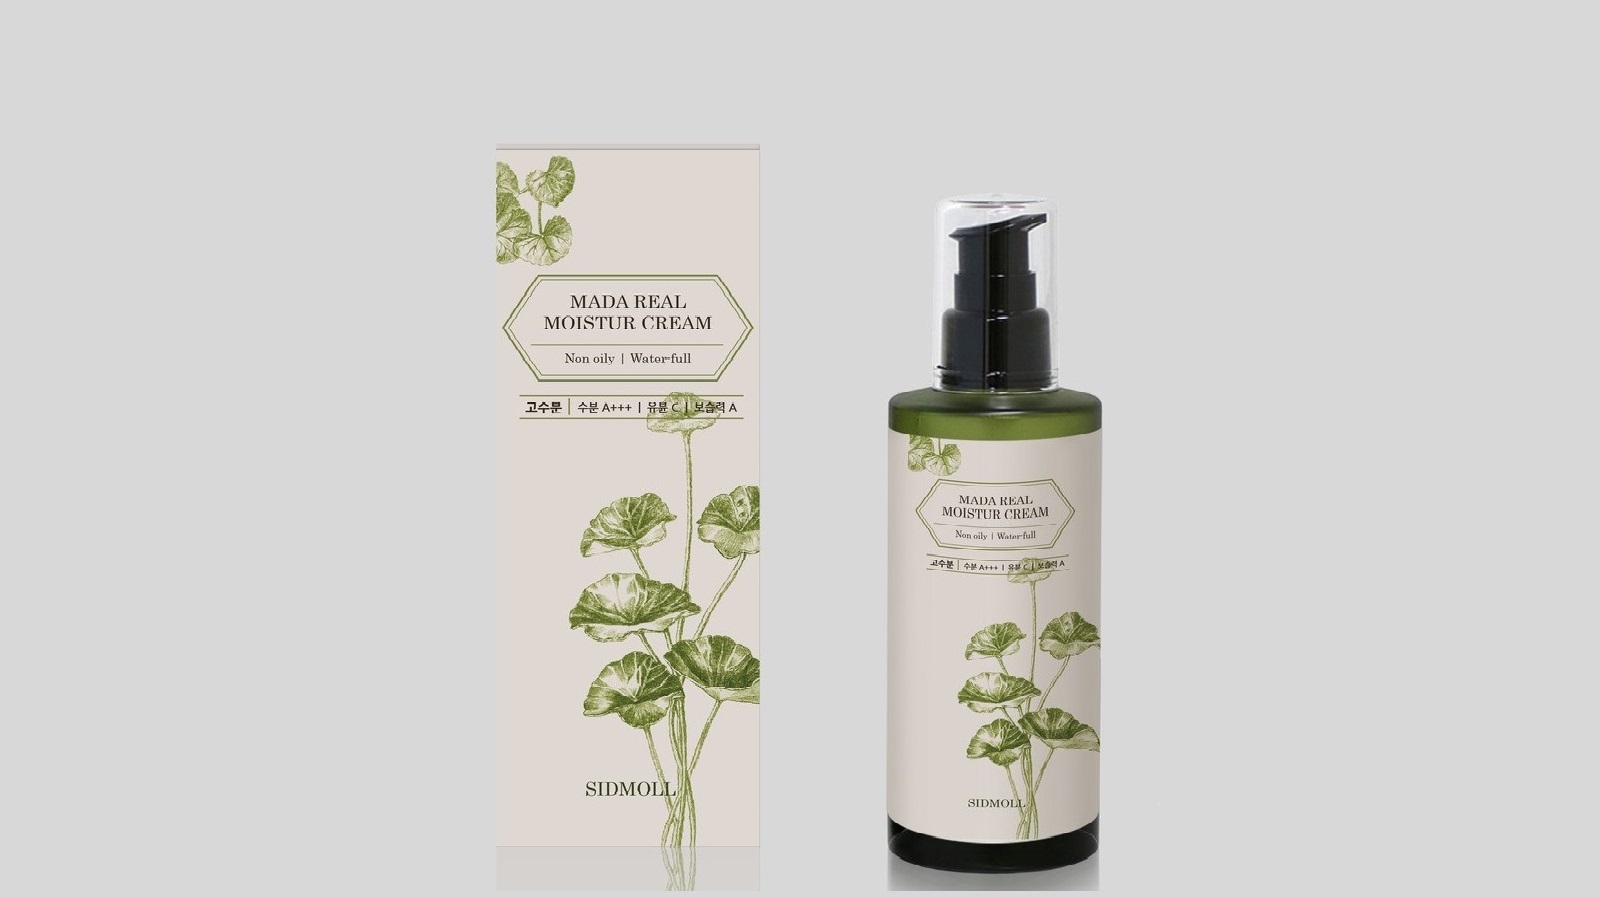 MADA REAL
MOISTUR CREAM
Non oily | Water-full
고수분 | 수분 A+++ | 유분 C | 보습력 A
SIDMOLL
MADA REAL
MOISTUR CREAM
Non oily | Water-full
고수분 | 수분 A+++ | 유분 C | 보습력 A
SIDMOLL